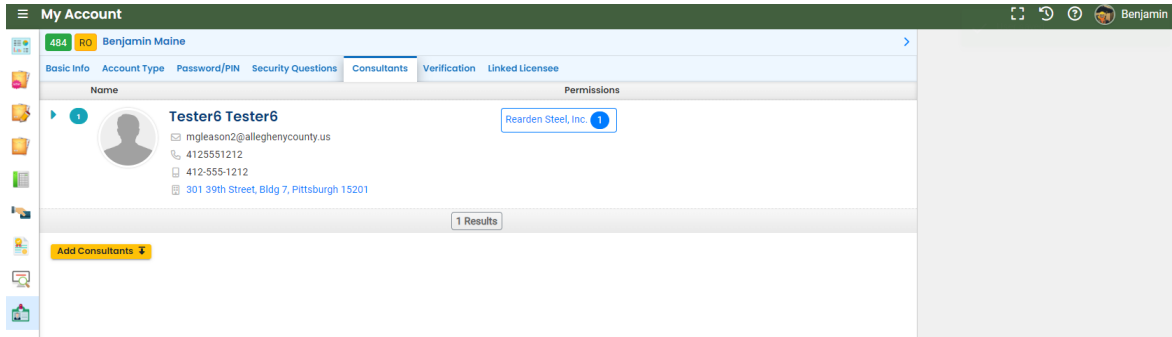 My Account
Benjamin
484 RO Benjamin Maine
Basic Info Account Type Password/PIN Security Questions Consultants Verification Linked Licensee
Name Permissions
1
Tester6 Tester6
Rearden Steel, Inc. 1
mgleason2@alleghenycounty.us
4125551212
412-555-1212
301 39th Street, Bldg 7, Pittsburgh 15201
1 Results
Add Consultants